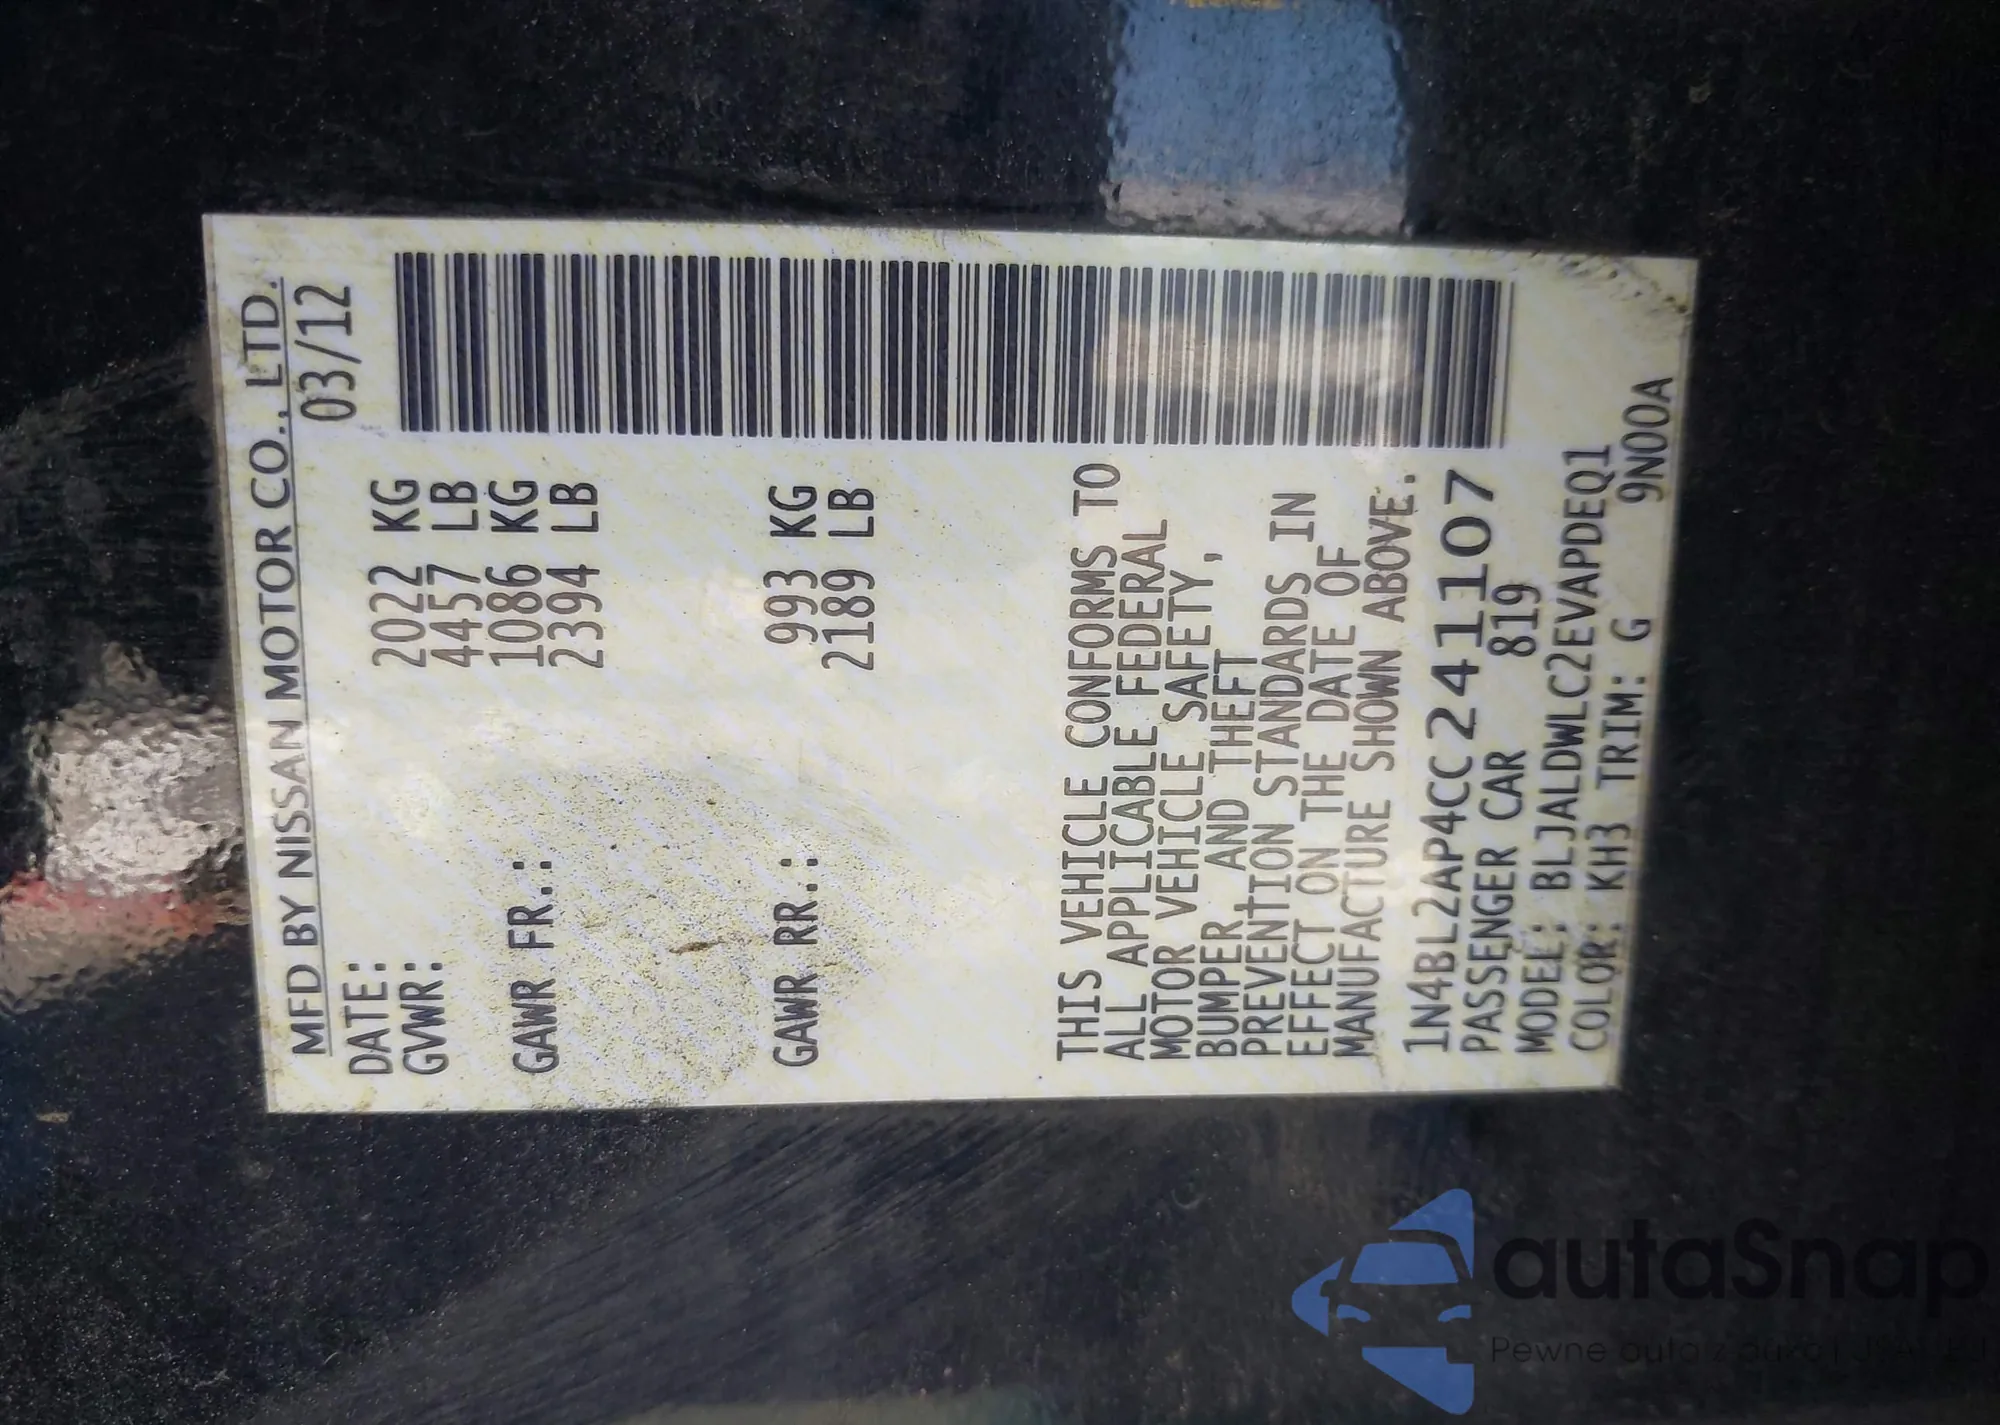 MFD BY NISSAN MOTOR CO., LTD.
DATE: 03/12
GVWR: 2022 KG
4457 LB
GAWR FR.: 1086 KG
2394 LB
GAWR RR.: 993 KG
2189 LB
THIS VEHICLE CONFORMS TO
ALL APPLICABLE FEDERAL
MOTOR VEHICLE SAFETY,
BUMPER AND THEFT
PREVENTION STANDARDS IN
EFFECT ON THE DATE OF
MANUFACTURE SHOWN ABOVE.
1N4BL2AP4CC241107
PASSENGER CAR 819
MODEL: BLJALDWLC2EVAPDEQ1
COLOR: KH3 TRIM: G 9N00A
autaSnap
Pewne auta z aukcji